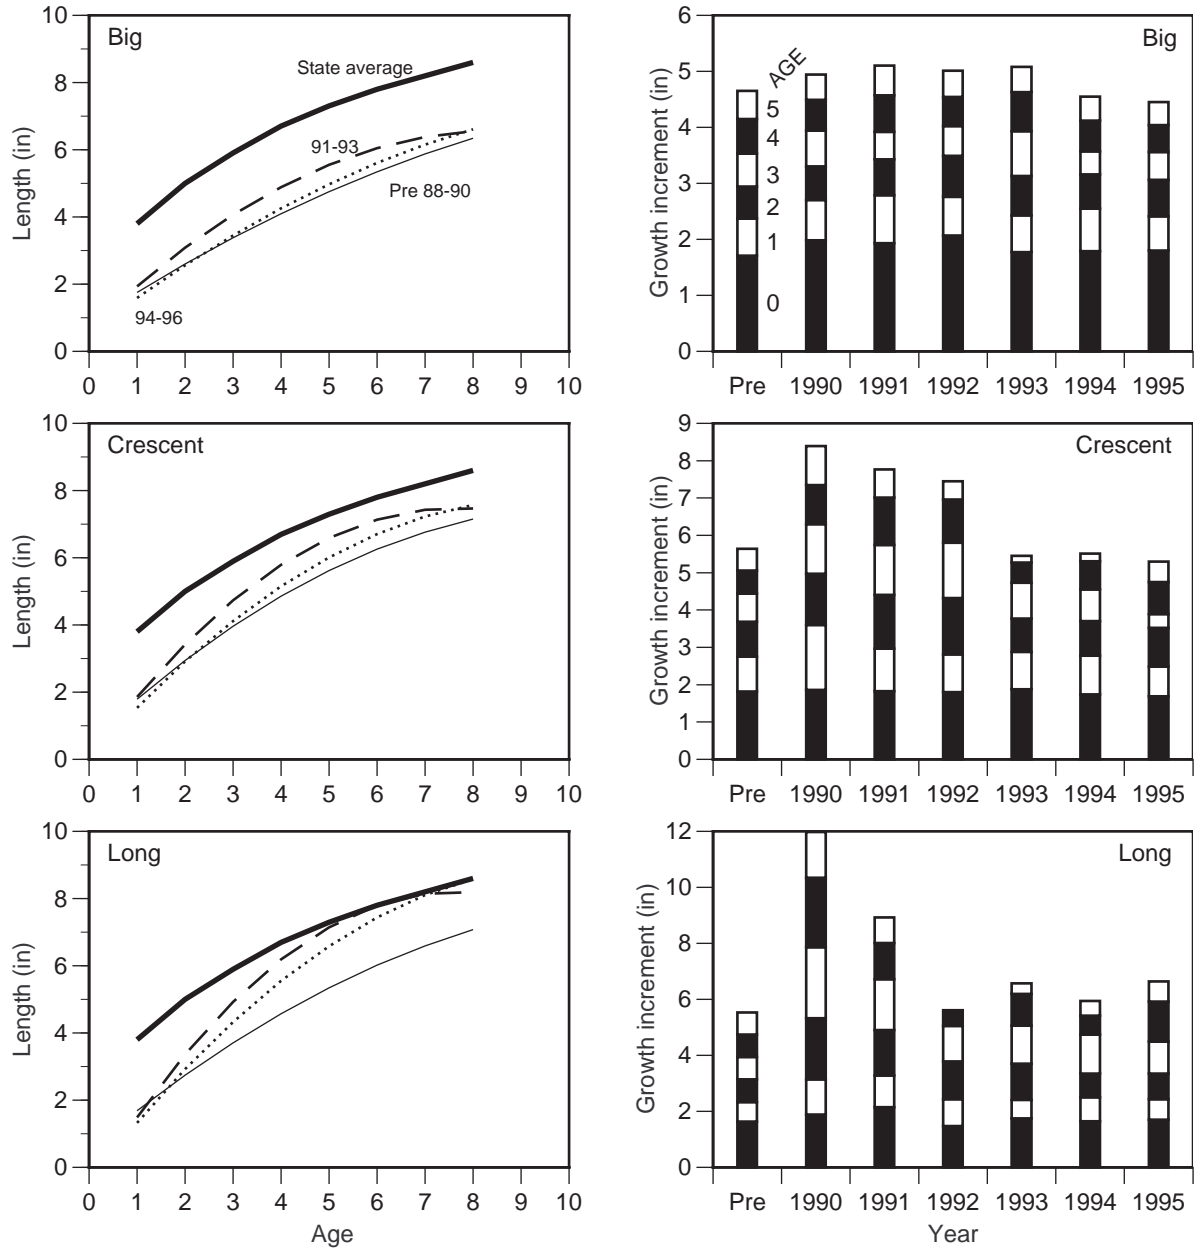 Big
State average
91-93
Pre 88-90
94-96
Length (in)
10
8
6
4
2
0
0 1 2 3 4 5 6 7 8 9 10
Big
AGE
5
4
3
2
1
0
Growth increment (in)
6
5
4
3
2
1
0
Pre 1990 1991 1992 1993 1994 1995
Crescent
Length (in)
10
8
6
4
2
0
0 1 2 3 4 5 6 7 8 9 10
Crescent
Growth increment (in)
9
8
7
6
5
4
3
2
1
0
Pre 1990 1991 1992 1993 1994 1995
Long
Length (in)
10
8
6
4
2
0
0 1 2 3 4 5 6 7 8 9 10
Age
Long
Growth increment (in)
12
10
8
6
4
2
0
Pre 1990 1991 1992 1993 1994 1995
Year